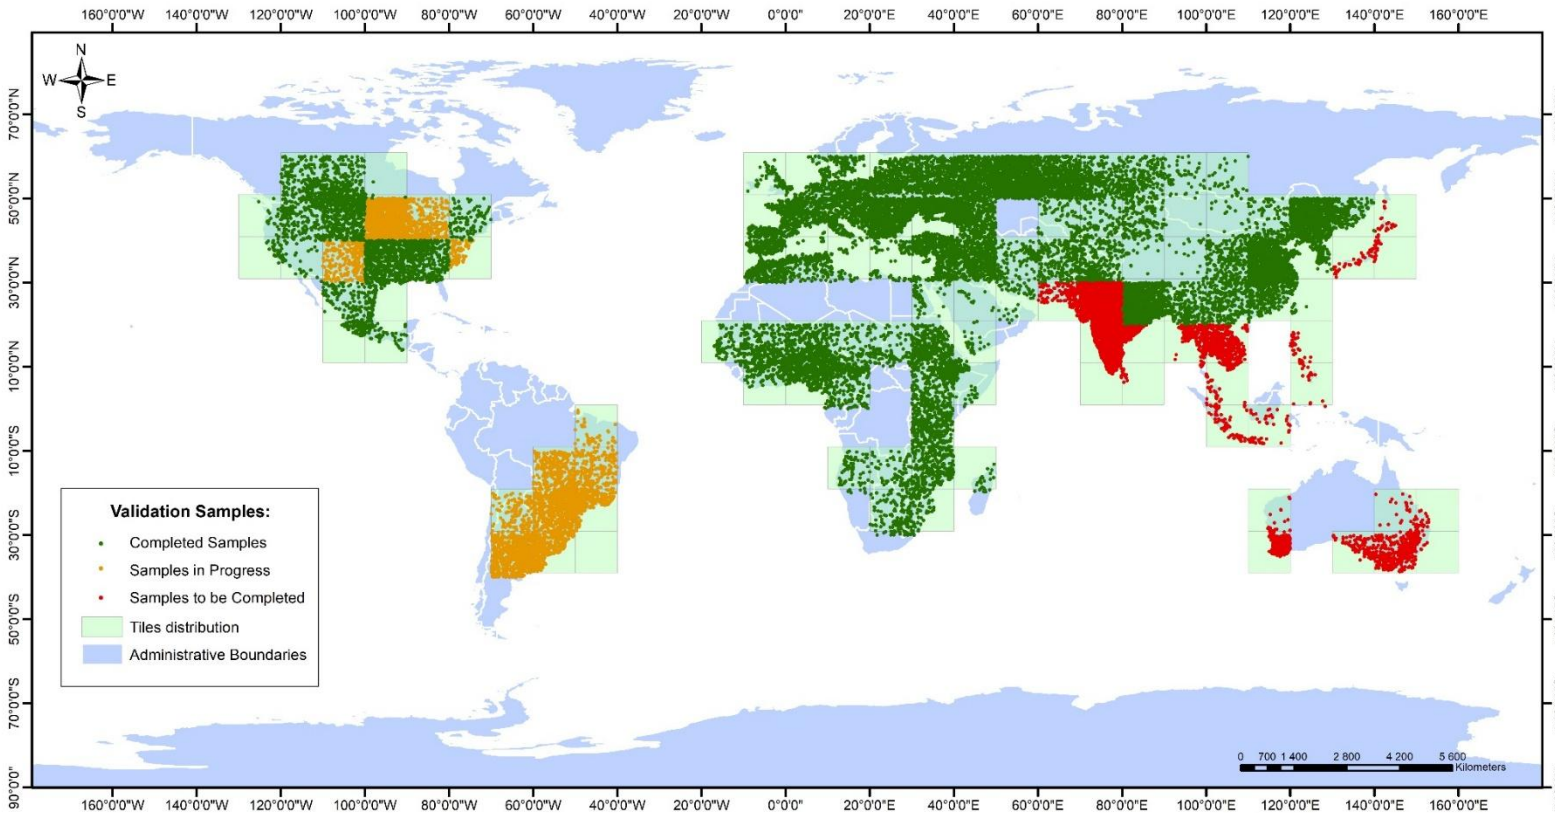 160°0'0"W 140°0'0"W 120°0'0"W 100°0'0"W 80°0'0"W 60°0'0"W 40°0'0"W 20°0'0"W 0°0'0" 20°0'0"E 40°0'0"E 60°0'0"E 80°0'0"E 100°0'0"E 120°0'0"E 140°0'0"E 160°0'0"E
N
W E
S
70°0'0"N
50°0'0"N
30°0'0"N
10°0'0"N
10°0'0"S
30°0'0"S
50°0'0"S
70°0'0"S
90°0'0"
Validation Samples:
Completed Samples
Samples in Progress
Samples to be Completed
Tiles distribution
Administrative Boundaries
0 700 1 400 2 800 4 200 5 600
Kilometers
160°0'0"W 140°0'0"W 120°0'0"W 100°0'0"W 80°0'0"W 60°0'0"W 40°0'0"W 20°0'0"W 0°0'0" 20°0'0"E 40°0'0"E 60°0'0"E 80°0'0"E 100°0'0"E 120°0'0"E 140°0'0"E 160°0'0"E